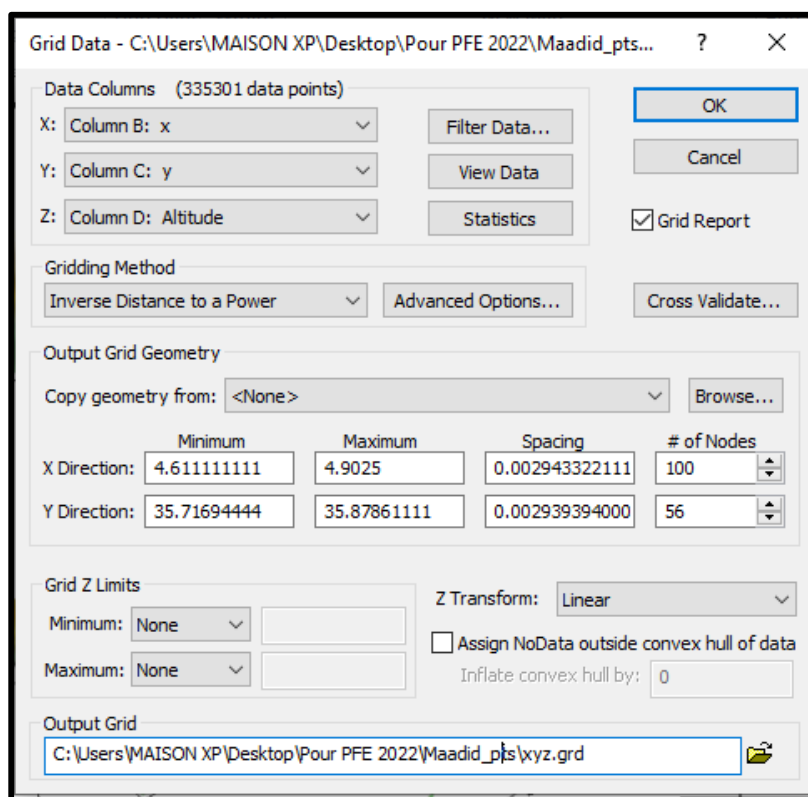 Grid Data - C:\Users\MAISON XP\Desktop\Pour PFE 2022\Maadid_pts... ? ×
Data Columns (335301 data points)
OK
X: Column B: x
Filter Data...
Cancel
Y: Column C: y
View Data
Z: Column D: Altitude
Statistics
Grid Report
Gridding Method
Inverse Distance to a Power
Advanced Options...
Cross Validate...
Output Grid Geometry
Copy geometry from: <None>
Browse...
Minimum Maximum Spacing # of Nodes
X Direction: 4.611111111 4.9025 0.002943322111 100
Y Direction: 35.71694444 35.87861111 0.002939394000 56
Grid Z Limits
Minimum: None
Maximum: None
Z Transform: Linear
Assign NoData outside convex hull of data
Inflate convex hull by: 0
Output Grid
C:\Users\MAISON XP\Desktop\Pour PFE 2022\Maadid_pts\xyz.grd